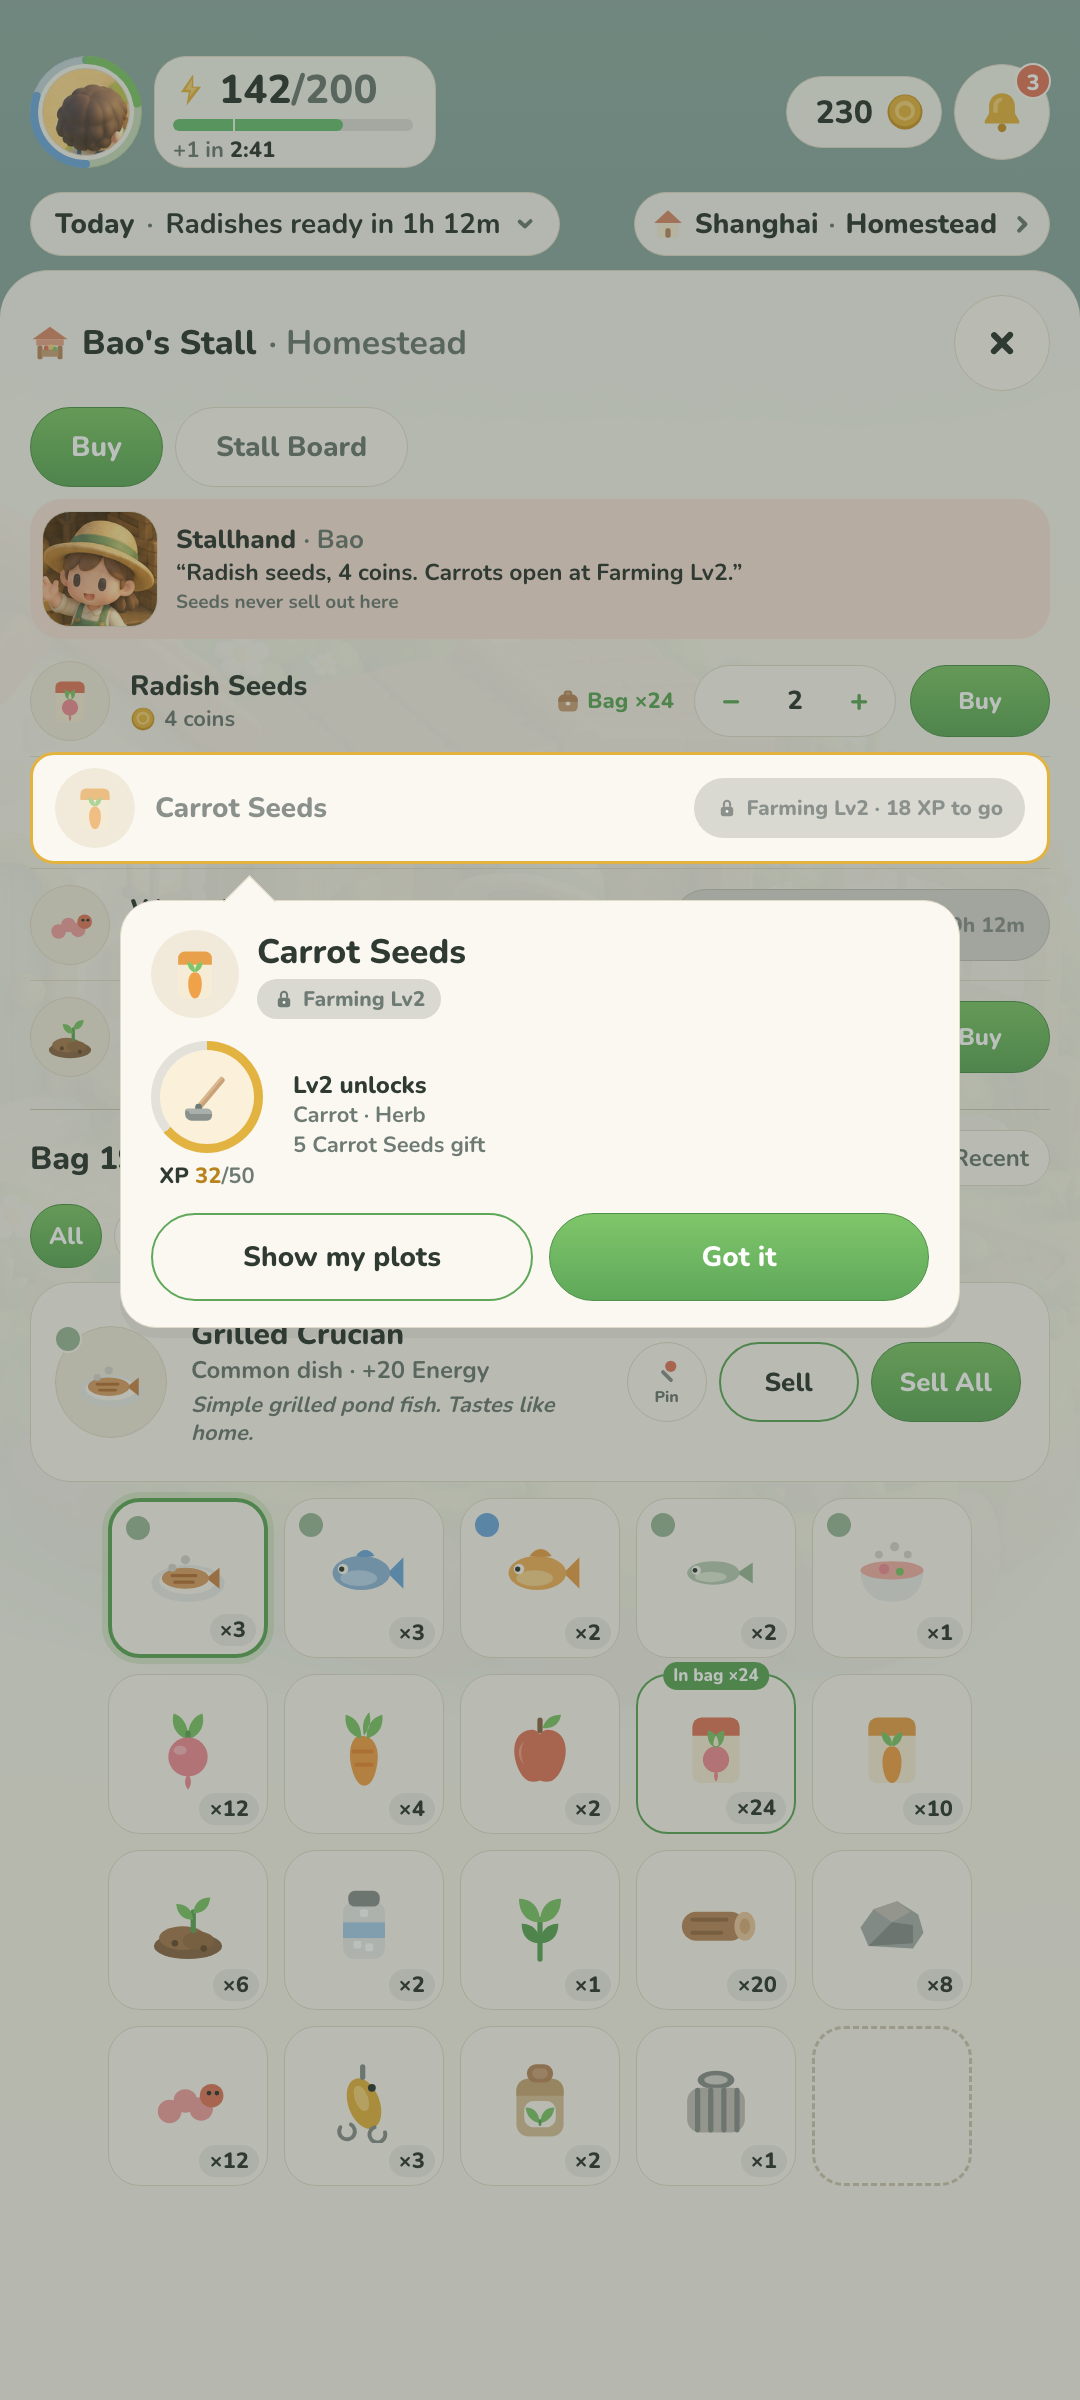 142/200
+1 in 2:41
230
3
Today · Radishes ready in 1h 12m
Shanghai · Homestead
Bao's Stall · Homestead
Buy
Stall Board
Stallhand · Bao
“Radish seeds, 4 coins. Carrots open at Farming Lv2.”
Seeds never sell out here
Radish Seeds
4 coins
Bag ×24
2
Buy
Carrot Seeds
Farming Lv2 · 18 XP to go
h 12m
Carrot Seeds
Farming Lv2
Buy
Lv2 unlocks
Carrot · Herb
5 Carrot Seeds gift
XP 32/50
Bag
Recent
All
Show my plots
Got it
Grilled Crucian
Common dish · +20 Energy
Simple grilled pond fish. Tastes like
home.
Pin
Sell
Sell All
×3
×3
×2
×2
×1
In bag ×24
×12
×4
×2
×24
×10
×6
×2
×1
×20
×8
×12
×3
×2
×1